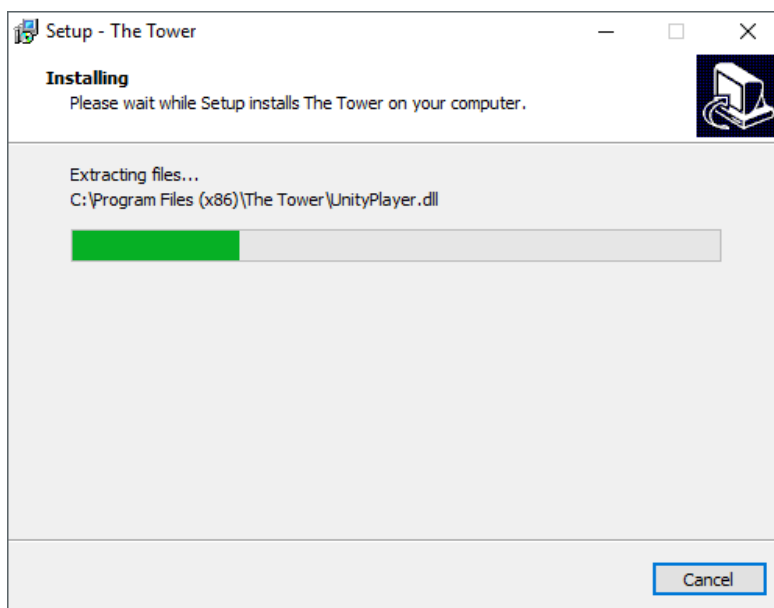 Setup - The Tower
Installing
Please wait while Setup installs The Tower on your computer.
Extracting files...
C:\Program Files (x86)\The Tower\UnityPlayer.dll
Cancel